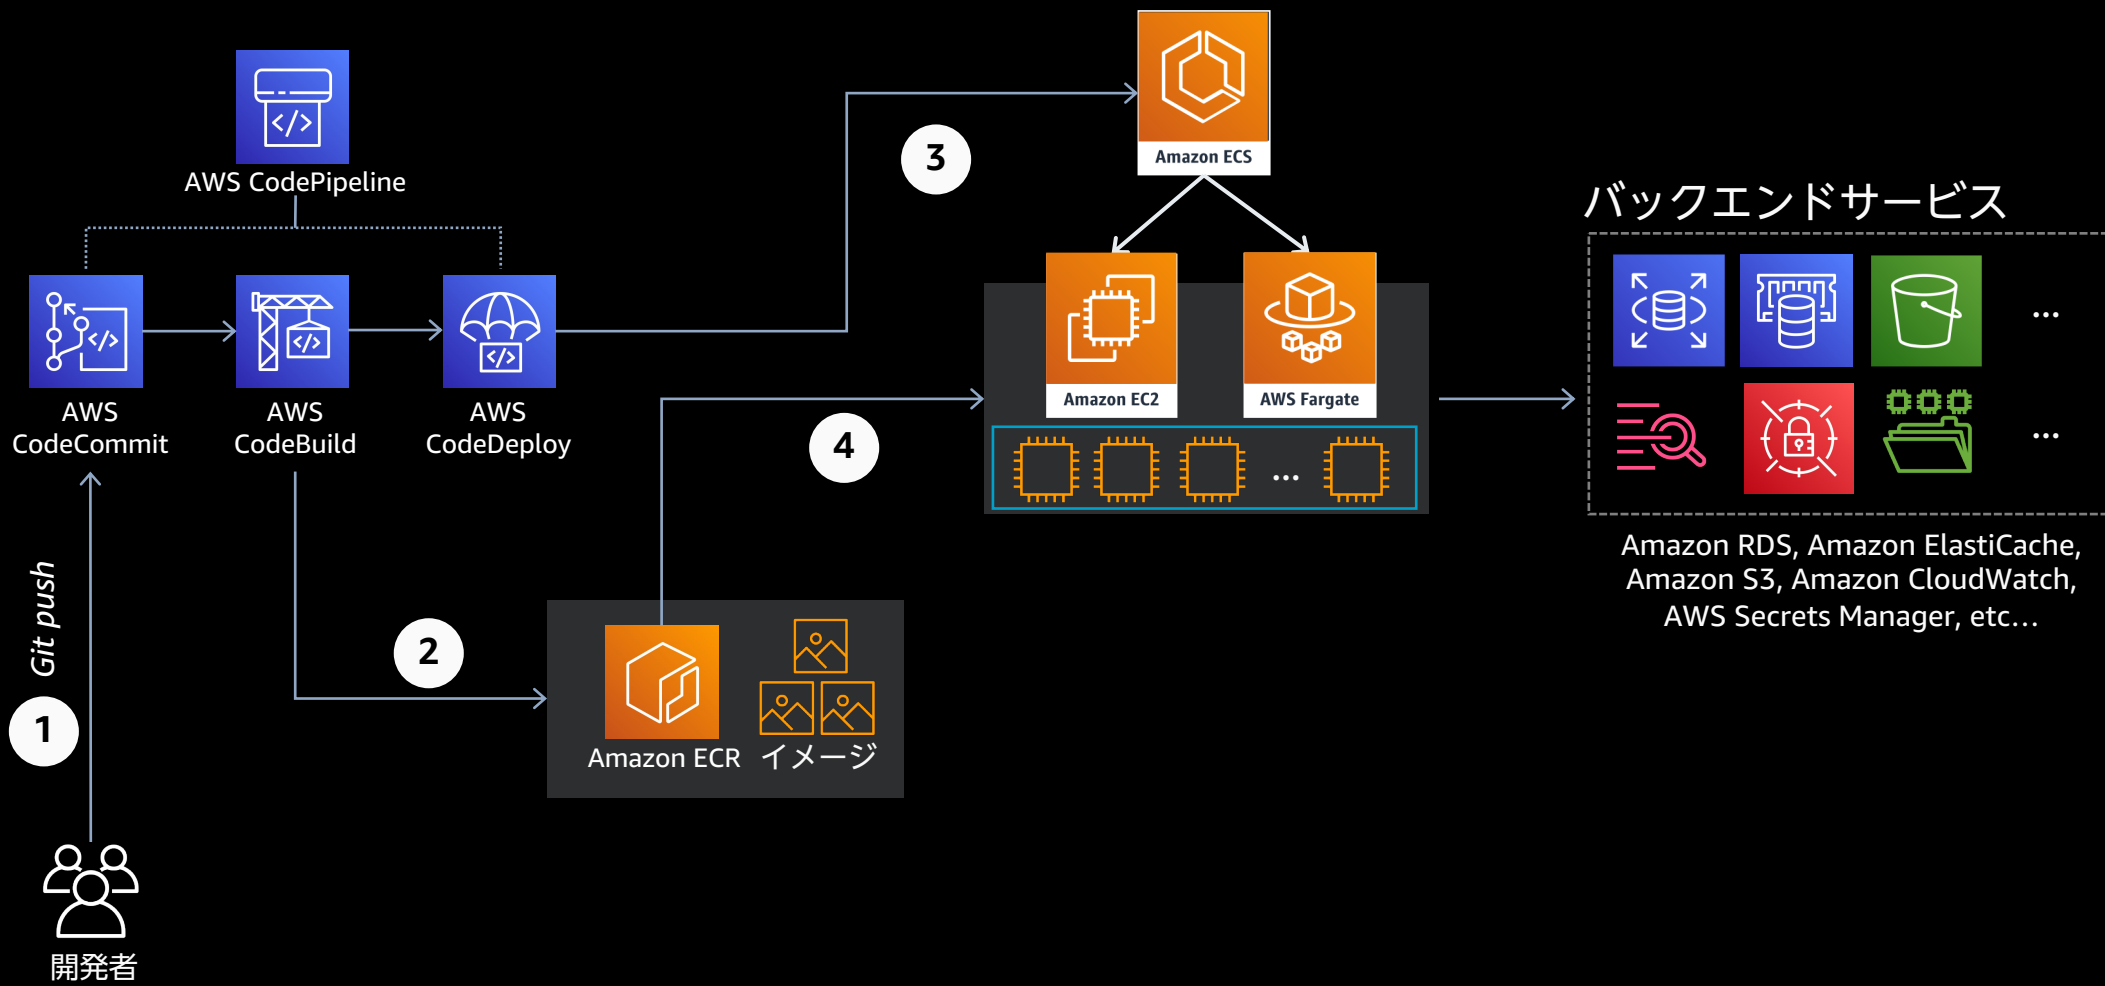 AWS CodePipeline
AWS
CodeCommit
AWS
CodeBuild
AWS
CodeDeploy
Git push
1
開発者
2
Amazon ECR
イメージ
3
Amazon ECS
4
Amazon EC2
AWS Fargate
...
バックエンドサービス
...
...
Amazon RDS, Amazon ElastiCache,
Amazon S3, Amazon CloudWatch,
AWS Secrets Manager, etc...